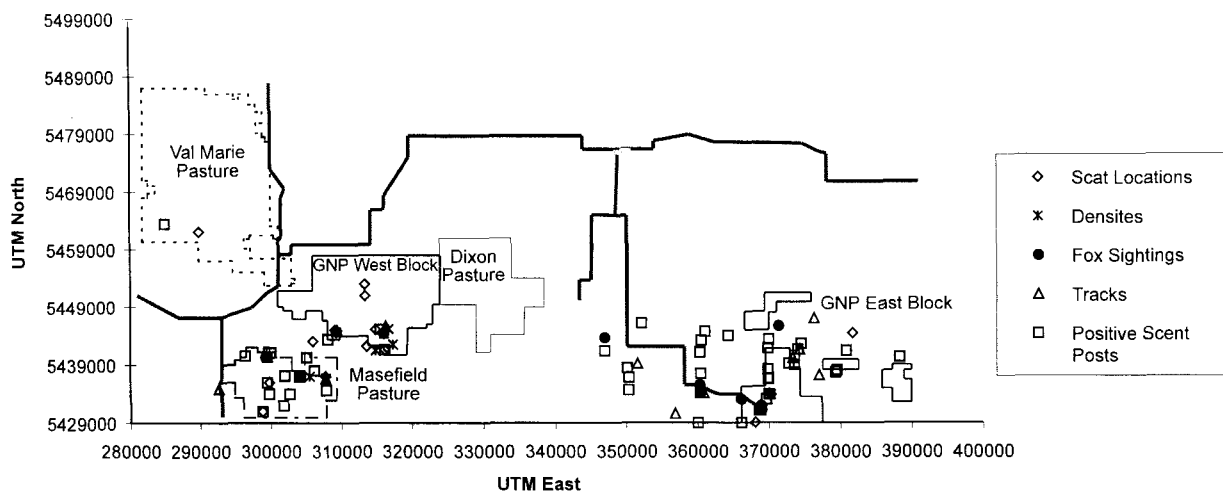 5499000
5489000
5479000
5469000
5459000
5449000
5439000
5429000
UTM North
Val Marie
Pasture
GNP West Block
Dixon
Pasture
GNP East Block
Masefield
Pasture
280000 290000 300000 310000 320000 330000 340000 350000 360000 370000 380000 390000 400000
UTM East
Scat Locations
Densites
Fox Sightings
Tracks
Positive Scent
Posts